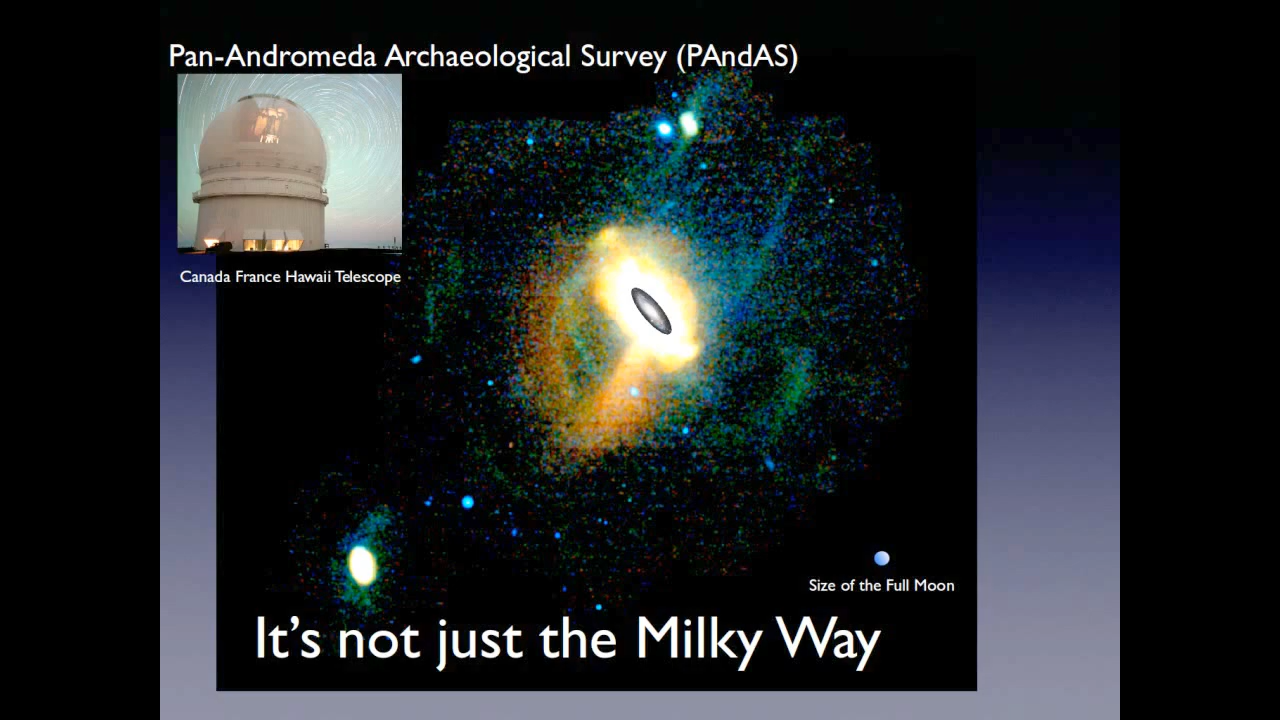 Pan-Andromeda Archaeological Survey (PAndAS)
Canada France Hawaii Telescope
Size of the Full Moon
It's not just the Milky Way